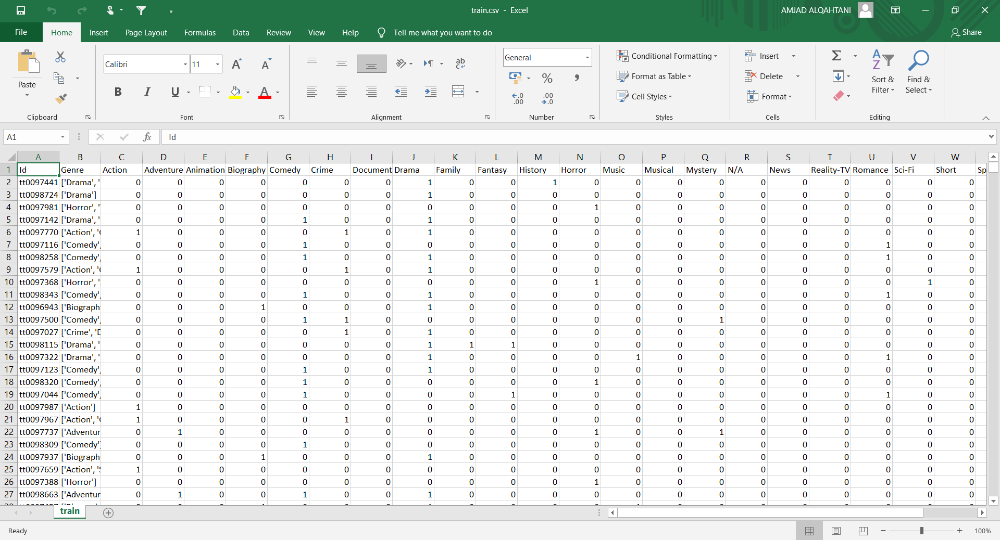 train.csv - Excel
AMJAD ALQAHTANI
File Home Insert Page Layout Formulas Data Review View Help Tell me what you want to do Share
Paste
Clipboard
Calibri 11
B I U A
Font
ab
c
Alignment
General
% ,
Number
Conditional Formatting
Format as Table
Cell Styles
Styles
Insert
Delete
Format
Cells
Σ
Sort & Filter
Find & Select
Editing
A1 fx Id
A B C D E F G H I J K L M N O P Q R S T U V W
1 Id Genre Action Adventure Animation Biography Comedy Crime Document Drama Family Fantasy History Horror Music Musical Mystery N/A News Reality-TV Romance Sci-Fi Short Sp
2 tt0097441 ['Drama', ' 0 0 0 0 0 0 0 1 0 0 1 0 0 0 0 0 0 0 0 0 0
3 tt0098724 ['Drama'] 0 0 0 0 0 0 0 1 0 0 0 0 0 0 0 0 0 0 0 0 0
4 tt0097981 ['Horror', ' 0 0 0 0 0 0 0 0 0 0 0 1 0 0 0 0 0 0 0 0 0
5 tt0097142 ['Drama', ' 0 0 0 0 1 0 0 1 0 0 0 0 0 0 0 0 0 0 0 0 0
6 tt0097770 ['Action', ' 1 0 0 0 0 1 0 1 0 0 0 0 0 0 0 0 0 0 0 0 0
7 tt0097116 ['Comedy', 0 0 0 0 1 0 0 0 0 0 0 0 0 0 0 0 0 0 1 0 0
8 tt0098258 ['Comedy', 0 0 0 0 1 0 0 1 0 0 0 0 0 0 0 0 0 0 1 0 0
9 tt0097579 ['Action', ' 1 0 0 0 0 1 0 1 0 0 0 0 0 0 0 0 0 0 0 0 0
10 tt0097368 ['Horror', ' 0 0 0 0 0 0 0 0 0 0 0 1 0 0 0 0 0 0 0 1 0
11 tt0098343 ['Comedy', 0 0 0 0 1 0 0 1 0 0 0 0 0 0 0 0 0 0 1 0 0
12 tt0096943 ['Biograph 0 0 0 1 0 0 0 1 0 0 0 0 0 0 0 0 0 0 0 0 0
13 tt0097500 ['Comedy', 0 0 0 0 1 1 0 0 0 0 0 0 0 0 1 0 0 0 0 0 0
14 tt0097027 ['Crime', 'D 0 0 0 0 0 1 0 1 0 0 0 0 0 0 0 0 0 0 0 0 0
15 tt0098115 ['Drama', ' 0 0 0 0 0 0 0 1 1 1 0 0 0 0 0 0 0 0 0 0 0
16 tt0097322 ['Drama', ' 0 0 0 0 0 0 0 1 0 0 0 0 1 0 0 0 0 0 1 0 0
17 tt0097123 ['Comedy', 0 0 0 0 1 0 0 1 0 0 0 0 0 0 0 0 0 0 0 0 0
18 tt0098320 ['Comedy', 0 0 0 0 1 0 0 0 0 0 0 1 0 0 0 0 0 0 0 0 0
19 tt0097044 ['Comedy', 0 0 0 0 1 0 0 0 0 1 0 0 0 0 0 0 0 0 1 0 0
20 tt0097987 ['Action'] 1 0 0 0 0 0 0 0 0 0 0 0 0 0 0 0 0 0 0 0 0
21 tt0097967 ['Action', ' 1 0 0 0 0 1 0 0 0 0 0 0 0 0 0 0 0 0 0 0 0
22 tt0097737 ['Adventur 0 1 0 0 0 0 0 0 0 0 0 1 0 0 1 0 0 0 0 0 0
23 tt0098309 ['Comedy'] 0 0 0 0 1 0 0 0 0 0 0 0 0 0 0 0 0 0 0 0 0
24 tt0097937 ['Biograph 0 0 0 1 0 0 0 1 0 0 0 0 0 0 0 0 0 0 0 0 0
25 tt0097659 ['Action', 'S 1 0 0 0 0 0 0 0 0 0 0 0 0 0 0 0 0 0 0 0 0
26 tt0097388 ['Horror'] 0 0 0 0 0 0 0 0 0 0 0 1 0 0 0 0 0 0 0 0 0
27 tt0098663 ['Adventur 0 1 0 0 1 0 0 1 0 0 0 0 0 0 0 0 0 0 0 0 0
train
Ready 100%